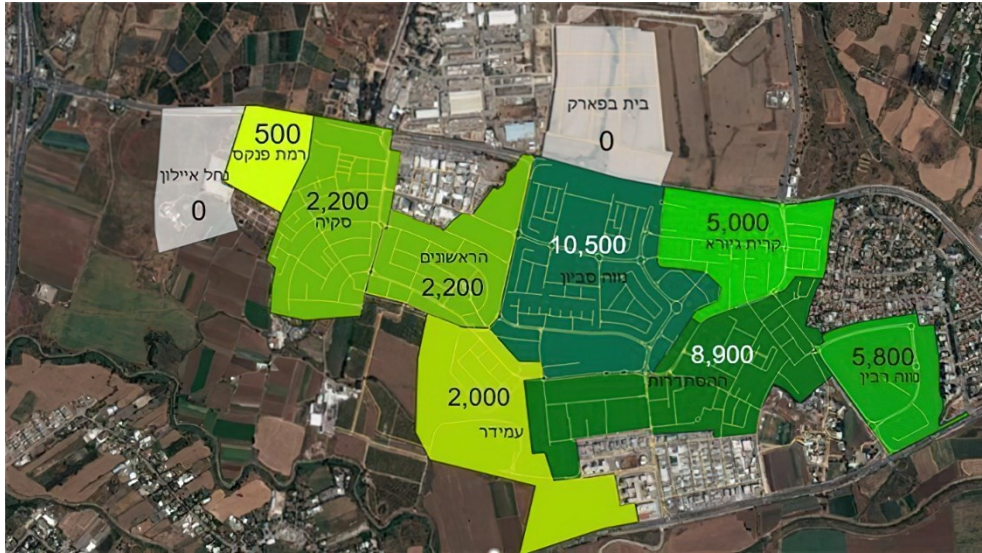 בית בפארק
0
500
רמת פנקס
נחל איילון
0
2,200
סקיה
הראשונים
2,200
10,500
נווה סביון
5,000
קרית גיורא
8,900
ההסתדרות
5,800
נווה רבין
2,000
עמידר